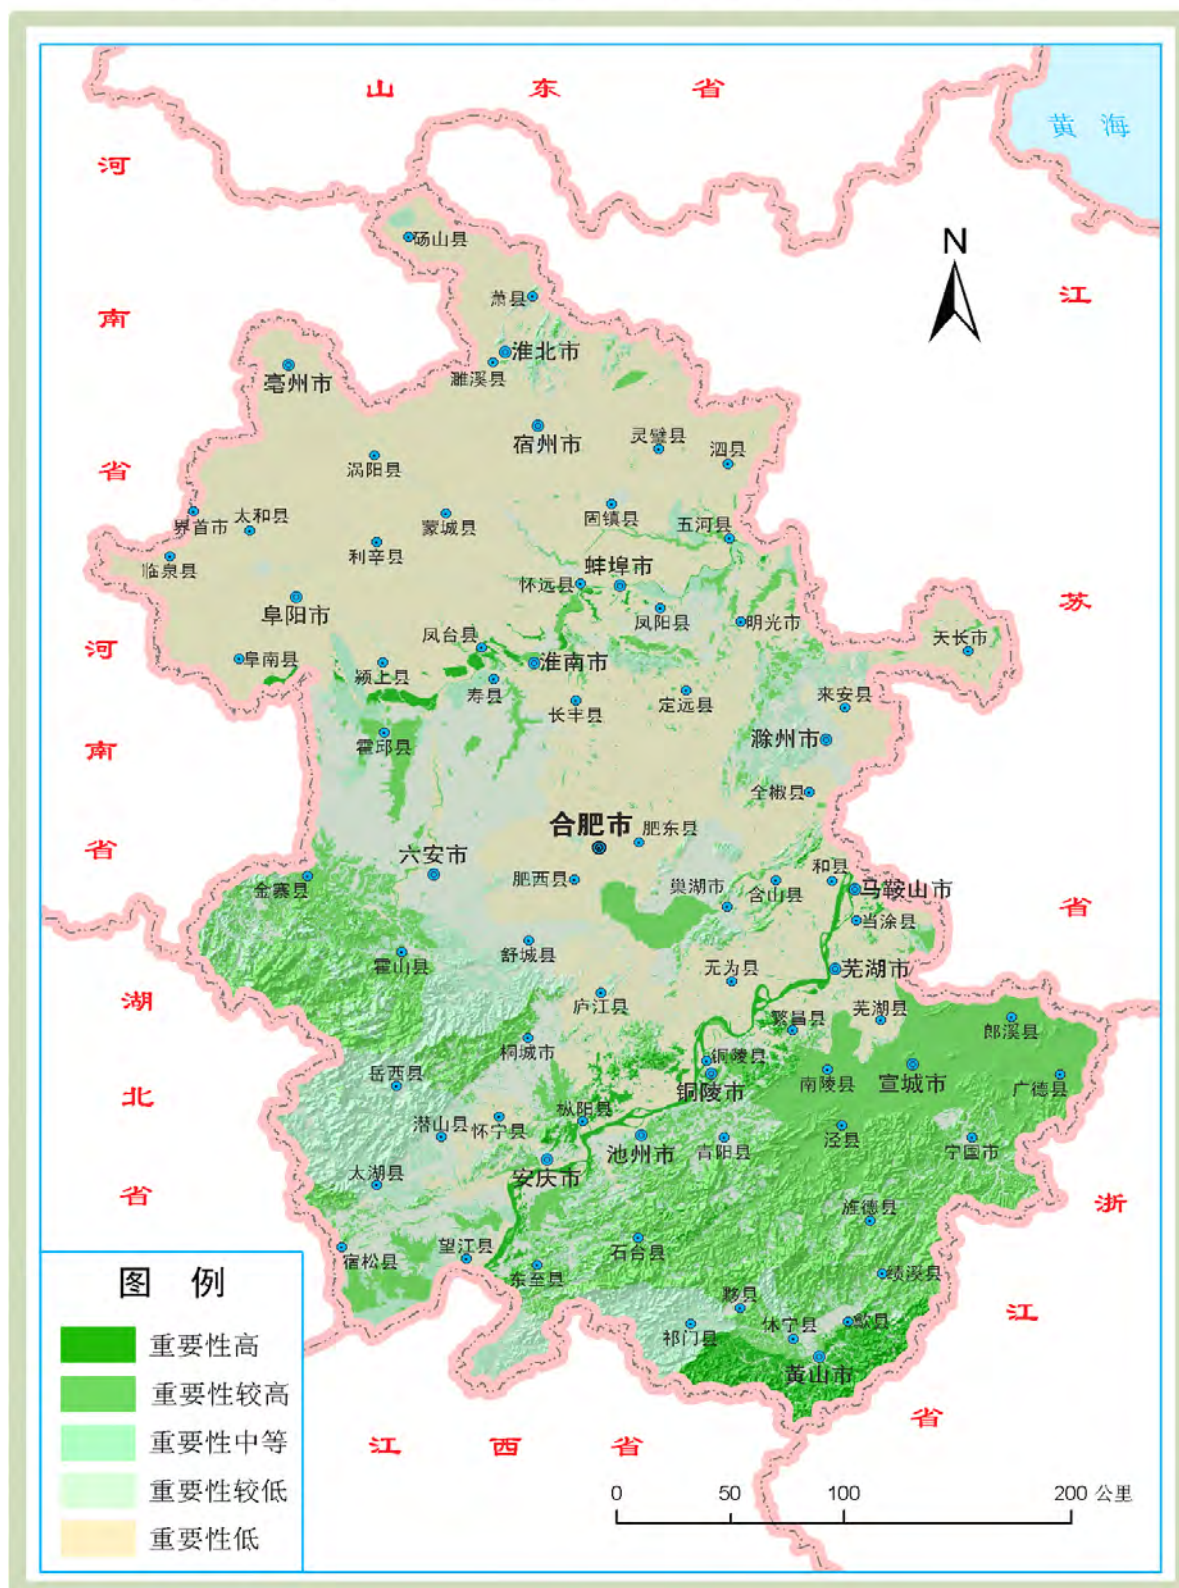 山 东 省
黄 海
河
南
省
河
南
省
湖
北
省
江
苏
省
浙
江
省
江 西 省
N
砀山县
萧县
淮北市
濉溪县
亳州市
宿州市
灵璧县
泗县
涡阳县
界首市
太和县
蒙城县
固镇县
五河县
临泉县
利辛县
怀远县
蚌埠市
阜阳市
凤阳县
明光市
凤台县
天长市
阜南县
颍上县
淮南市
寿县
长丰县
定远县
来安县
霍邱县
滁州市
全椒县
合肥市
肥东县
六安市
金寨县
肥西县
巢湖市
含山县
和县
马鞍山市
当涂县
舒城县
霍山县
无为县
芜湖市
庐江县
繁昌县
芜湖县
郎溪县
桐城市
铜陵县
岳西县
铜陵市
南陵县
宣城市
广德县
潜山县
怀宁县
枞阳县
池州市
青阳县
泾县
宁国市
太湖县
安庆市
旌德县
宿松县
望江县
石台县
东至县
绩溪县
黟县
祁门县
休宁县
歙县
黄山市
图 例
重要性高
重要性较高
重要性中等
重要性较低
重要性低
0 50 100 200 公里